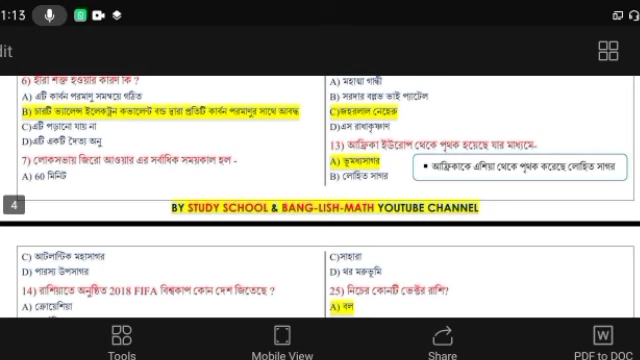 1:13
dit
6) হীরা শক্ত হওয়ার কারণ কি ?
A) এটি কার্বন পরমাণু সমন্বয়ে গঠিত
B) চারটি ভ্যালেন্স ইলেকট্রন কভালেন্ট বন্ড দ্বারা প্রতিটি কার্বন পরমাণুর সাথে আবদ্ধ
C)এটি পড়ানো যায় না
D)এটি একটি দৈত্য অনু
7) লোকসভায় জিরো আওয়ার এর সর্বাধিক সময়কাল হল -
A) 60 মিনিট
A) মহাত্মা গান্ধী
B) সরদার বল্লভ ভাই প্যাটেল
C)জহরলাল নেহেরু
D)এস রাধাকৃষ্ণাণ
13) আফ্রিকা ইউরোপ থেকে পৃথক হয়েছে যার মাধ্যমে-
A) ভূমধ্যসাগর
B) লোহিত সাগর
▪ আফ্রিকাকে এশিয়া থেকে পৃথক করেছে লোহিত সাগর
4
BY STUDY SCHOOL & BANG-LISH-MATH YOUTUBE CHANNEL
C) আটলান্টিক মহাসাগর
D) পারস্য উপসাগর
14) রাশিয়াতে অনুষ্ঠিত 2018 FIFA বিশ্বকাপ কোন দেশ জিতেছে ?
A) ক্রোয়েশিয়া
C)সাহারা
D) থর মরুভূমি
25) নিচের কোনটি ভেক্টর রাশি?
A) বল
Tools
Mobile View
Share
W
PDF to DOC